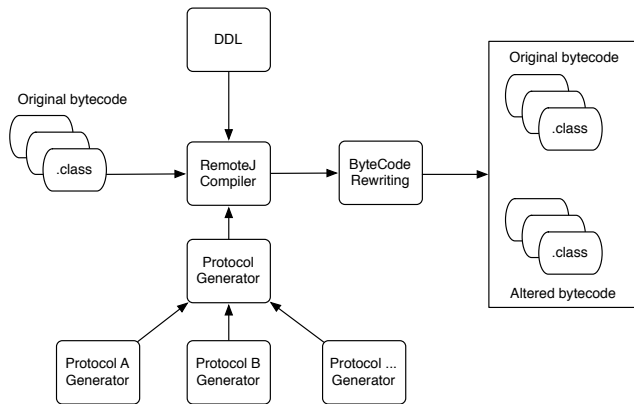 DDL
Original bytecode
.class
RemoteJ
Compiler
ByteCode
Rewriting
Original bytecode
.class
.class
Altered bytecode
Protocol
Generator
Protocol A
Generator
Protocol B
Generator
Protocol ...
Generator